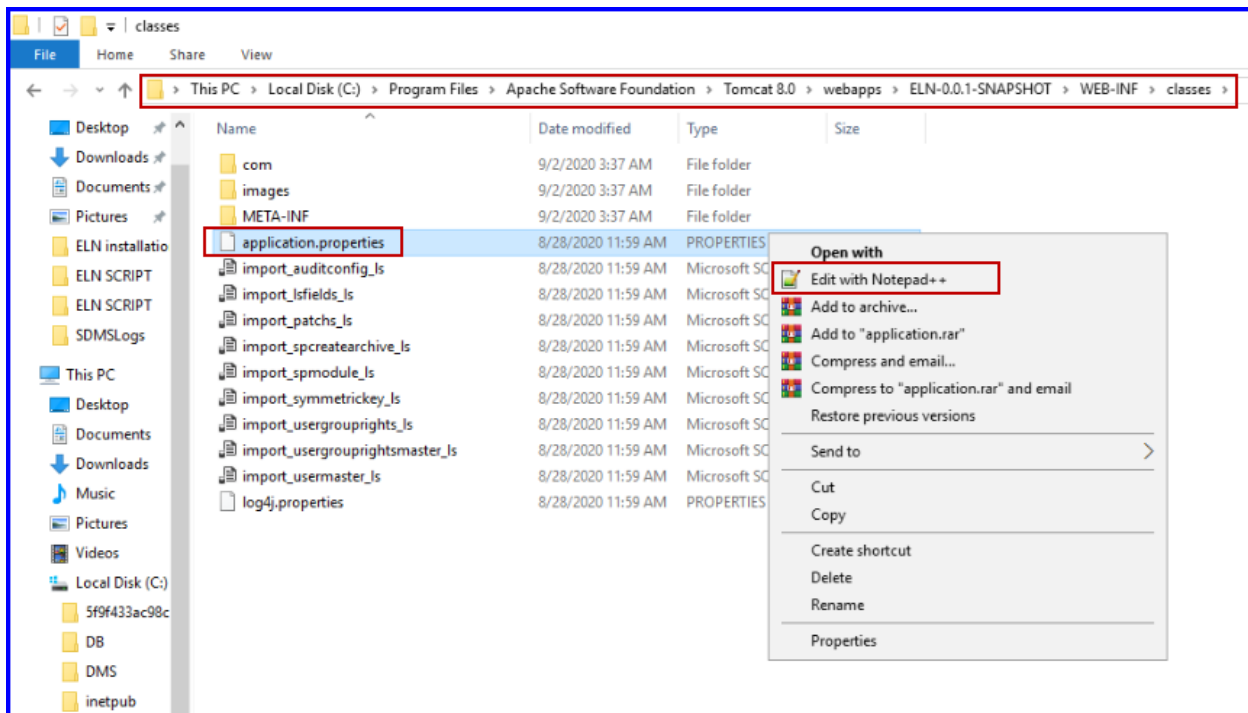 classes
File Home Share View
This PC > Local Disk (C:) > Program Files > Apache Software Foundation > Tomcat 8.0 > webapps > ELN-0.0.1-SNAPSHOT > WEB-INF > classes >
Desktop
Downloads
Documents
Pictures
ELN installatio
ELN SCRIPT
ELN SCRIPT
SDMSLogs
This PC
Desktop
Documents
Downloads
Music
Pictures
Videos
Local Disk (C:)
5f9f433ac98c
DB
DMS
inetpub
Name Date modified Type Size
com 9/2/2020 3:37 AM File folder
images 9/2/2020 3:37 AM File folder
META-INF 9/2/2020 3:37 AM File folder
application.properties 8/28/2020 11:59 AM PROPERTIES
import_auditconfig_ls 8/28/2020 11:59 AM Microsoft SC
import_lsfields_ls 8/28/2020 11:59 AM Microsoft SC
import_patchs_ls 8/28/2020 11:59 AM Microsoft SC
import_spcreatearchive_ls 8/28/2020 11:59 AM Microsoft SC
import_spmodule_ls 8/28/2020 11:59 AM Microsoft SC
import_symmetrickey_ls 8/28/2020 11:59 AM Microsoft SC
import_usergrouprights_ls 8/28/2020 11:59 AM Microsoft SC
import_usergrouprightsmaster_ls 8/28/2020 11:59 AM Microsoft SC
import_usermaster_ls 8/28/2020 11:59 AM Microsoft SC
log4j.properties 8/28/2020 11:59 AM PROPERTIES
Open with
Edit with Notepad++
Add to archive...
Add to "application.rar"
Compress and email...
Compress to "application.rar" and email
Restore previous versions
Send to
Cut
Copy
Create shortcut
Delete
Rename
Properties